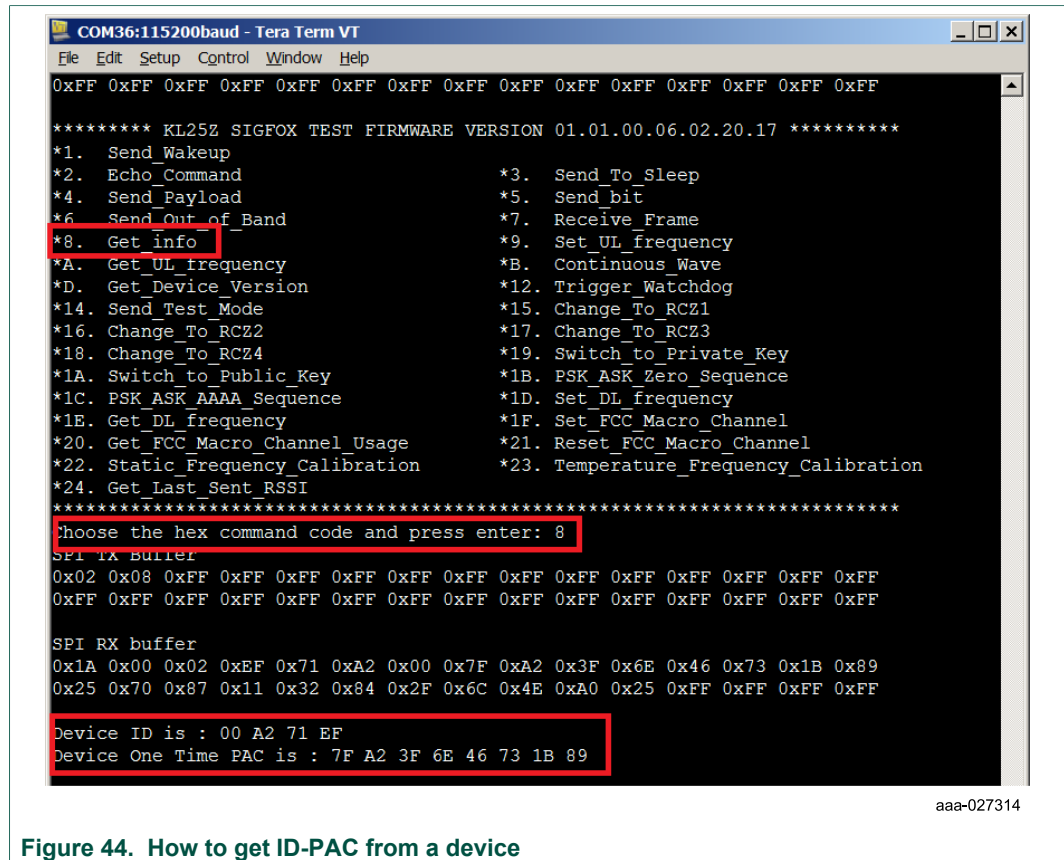 COM36:115200baud - Tera Term VT
File Edit Setup Control Window Help
0xFF 0xFF 0xFF 0xFF 0xFF 0xFF 0xFF 0xFF 0xFF 0xFF 0xFF 0xFF 0xFF 0xFF 0xFF
********* KL25Z SIGFOX TEST FIRMWARE VERSION 01.01.00.06.02.20.17 **********
*1. Send_Wakeup
*2. Echo_Command *3. Send_To_Sleep
*4. Send_Payload *5. Send_bit
*6. Send_Out_of_Band *7. Receive_Frame
*8. Get_info *9. Set_UL_frequency
*A. Get_UL_frequency *B. Continuous_Wave
*D. Get_Device_Version *12. Trigger_Watchdog
*14. Send_Test_Mode *15. Change_To_RCZ1
*16. Change_To_RCZ2 *17. Change_To_RCZ3
*18. Change_To_RCZ4 *19. Switch_to_Private_Key
*1A. Switch_to_Public_Key *1B. PSK_ASK_Zero_Sequence
*1C. PSK_ASK_AAAA_Sequence *1D. Set_DL_frequency
*1E. Get_DL_frequency *1F. Set_FCC_Macro_Channel
*20. Get_FCC_Macro_Channel_Usage *21. Reset_FCC_Macro_Channel
*22. Static_Frequency_Calibration *23. Temperature_Frequency_Calibration
*24. Get_Last_Sent_RSSI
****************************************************************************
Choose the hex command code and press enter: 8
SPI TX Buffer
0x02 0x08 0xFF 0xFF 0xFF 0xFF 0xFF 0xFF 0xFF 0xFF 0xFF 0xFF 0xFF 0xFF 0xFF
0xFF 0xFF 0xFF 0xFF 0xFF 0xFF 0xFF 0xFF 0xFF 0xFF 0xFF 0xFF 0xFF 0xFF 0xFF
SPI RX buffer
0x1A 0x00 0x02 0xEF 0x71 0xA2 0x00 0x7F 0xA2 0x3F 0x6E 0x46 0x73 0x1B 0x89
0x25 0x70 0x87 0x11 0x32 0x84 0x2F 0x6C 0x4E 0xA0 0x25 0xFF 0xFF 0xFF 0xFF
Device ID is : 00 A2 71 EF
Device One Time PAC is : 7F A2 3F 6E 46 73 1B 89
aaa-027314
Figure 44. How to get ID-PAC from a device